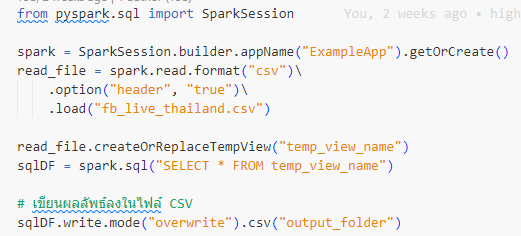 from pyspark.sql import SparkSession You, 2 weeks ago • high
spark = SparkSession.builder.appName("ExampleApp").getOrCreate()
read_file = spark.read.format("csv")\
    .option("header", "true")\
    .load("fb_live_thailand.csv")
read_file.createOrReplaceTempView("temp_view_name")
sqlDF = spark.sql("SELECT * FROM temp_view_name")
# เขียนผลลัพธ์ลงในไฟล์ CSV
sqlDF.write.mode("overwrite").csv("output_folder")